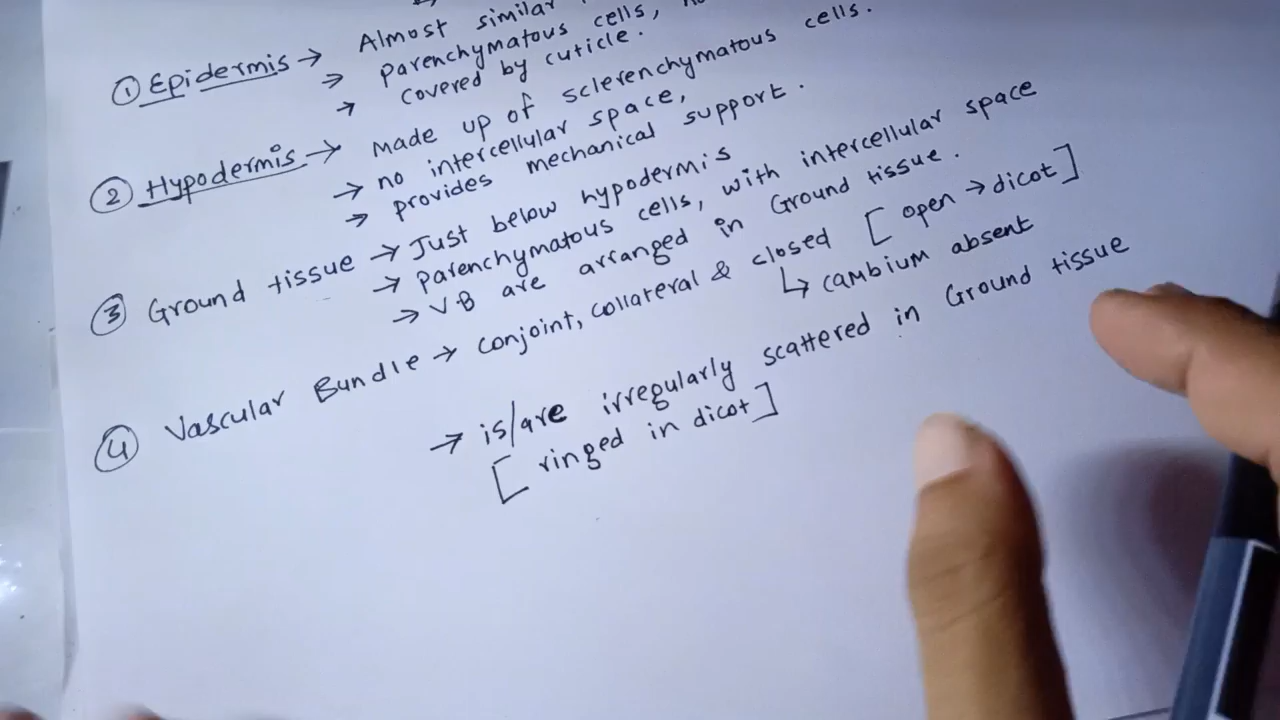 ① Epidermis → Almost similar
→ parenchymatous cells,
→ covered by cuticle.
② Hypodermis → Made up of sclerenchymatous cells.
→ no intercellular space,
→ provides mechanical support.
③ Ground tissue → Just below hypodermis
→ parenchymatous cells, with intercellular space
→ VB are arranged in Ground tissue.
④ Vascular Bundle → conjoint, collateral & closed [open → dicot]
↳ cambium absent
→ is/are irregularly scattered in Ground tissue
[ringed in dicot]